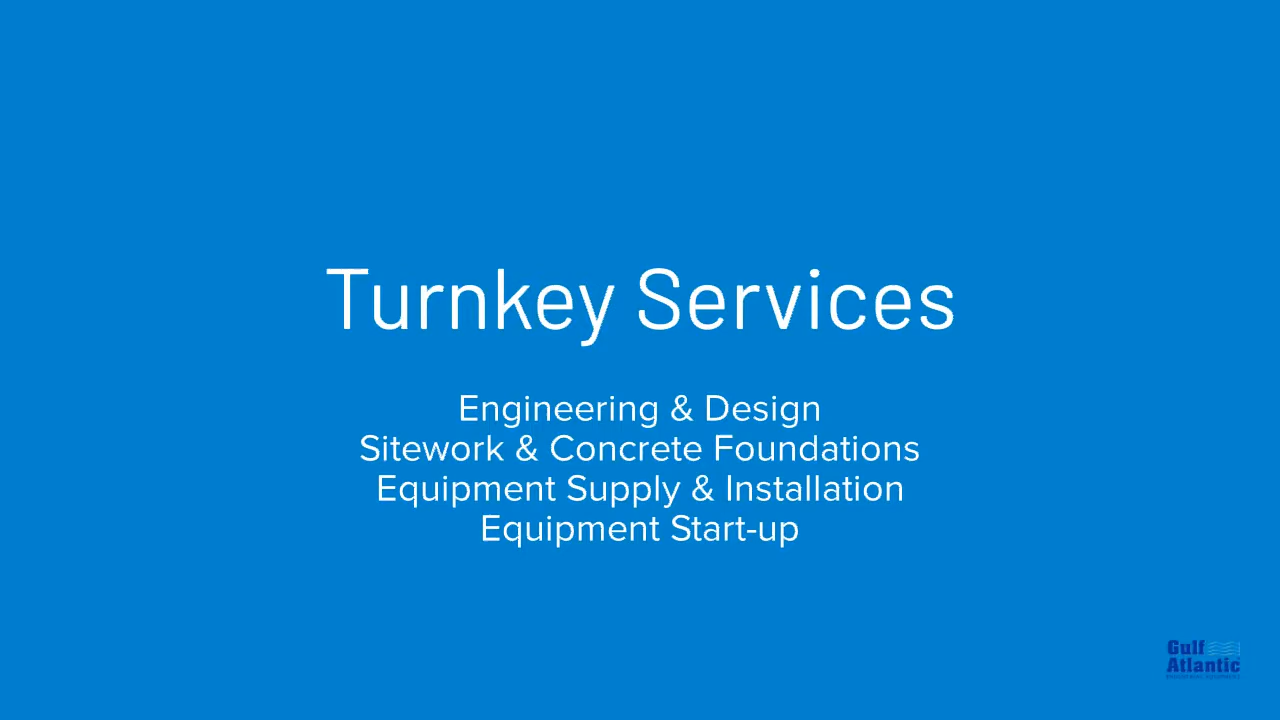 Turnkey Services
Engineering & Design
Sitework & Concrete Foundations
Equipment Supply & Installation
Equipment Start-up
Gulf
Atlantic